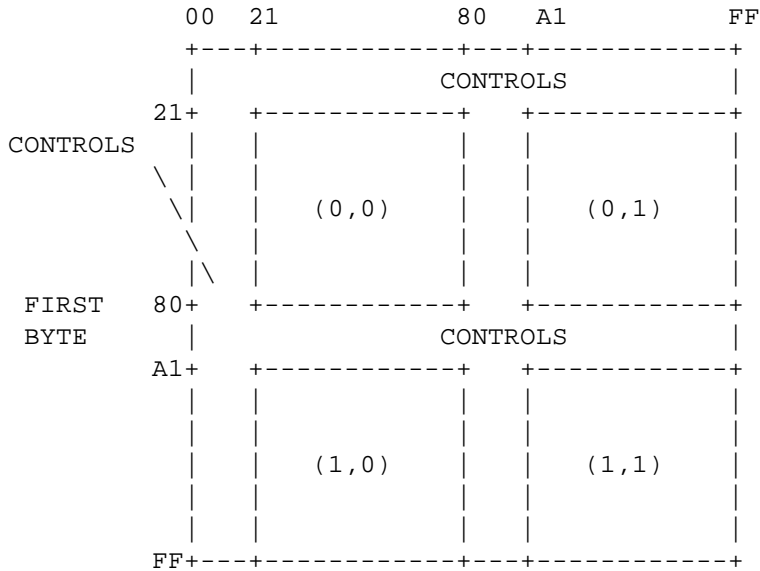 00 21 80 A1 FF
+---+------------+---+------------+
| CONTROLS |
21+ +------------+ +------------+
CONTROLS | | | | |
\ | | | | |
\ | (0,0) | | (0,1) |
\| | | | |
\ | | | |
|\ | | | |
FIRST 80+ +------------+ +------------+
BYTE | CONTROLS |
A1+ +------------+ +------------+
| | | | |
| | | | |
| | (1,0) | | (1,1) |
| | | | |
| | | | |
FF+---+------------+---+------------+